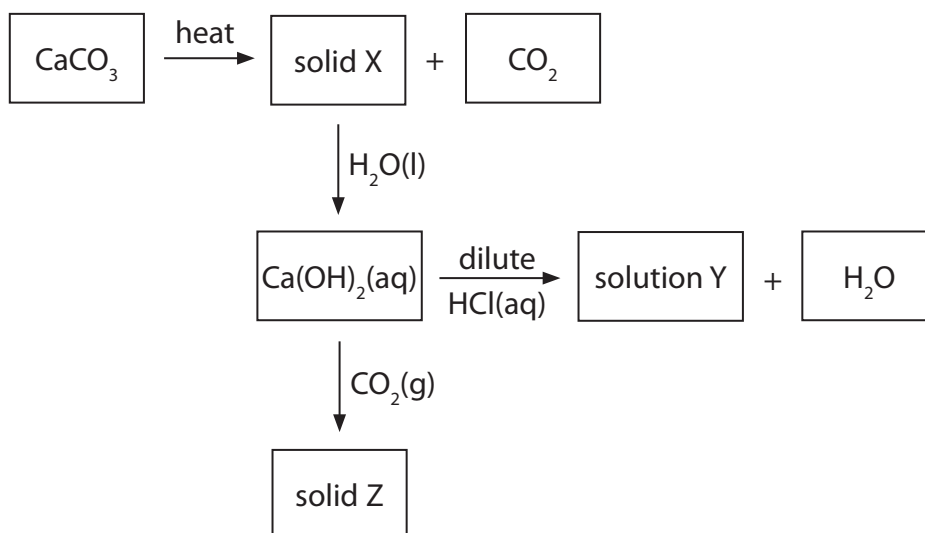 heat
CaCO₃ solid X + CO₂
H₂O(l)
Ca(OH)₂(aq) dilute HCl(aq) solution Y + H₂O
CO₂(g)
solid Z